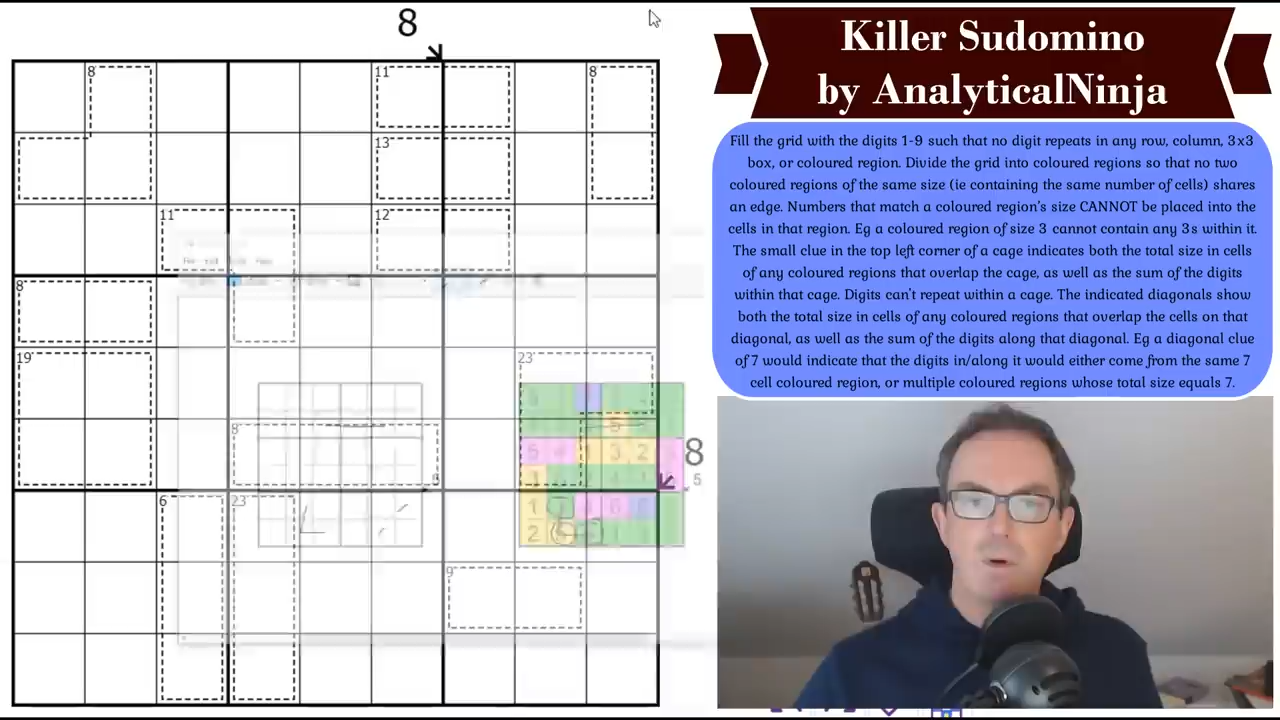 Killer Sudomino
by AnalyticalNinja
Fill the grid with the digits 1-9 such that no digit repeats in any row, column, 3x3
box, or coloured region. Divide the grid into coloured regions so that no two
coloured regions of the same size (ie containing the same number of cells) shares
an edge. Numbers that match a coloured region's size CANNOT be placed into the
cells in that region. Eg a coloured region of size 3 cannot contain any 3s within it.
The small clue in the top left corner of a cage indicates both the total size in cells
of any coloured regions that overlap the cage, as well as the sum of the digits
within that cage. Digits can't repeat within a cage. The indicated diagonals show
both the total size in cells of any coloured regions that overlap the cells on that
diagonal, as well as the sum of the digits along that diagonal. Eg a diagonal clue
of 7 would indicate that the digits in/along it would either come from the same 7
cell coloured region, or multiple coloured regions whose total size equals 7.
8
8 11 8
13
11 12
8
19 23
8
8
6 23
9
5
5 3 2
1 6
2
5